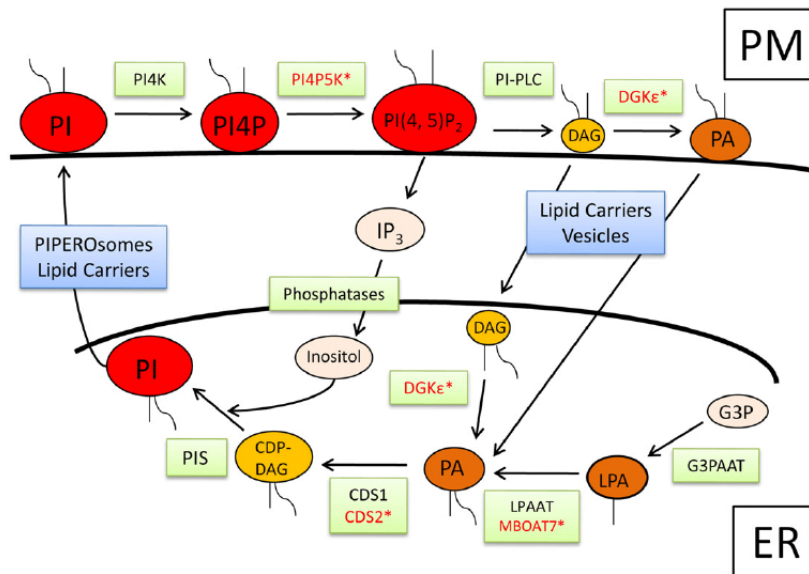 PM
PI4K
PI4P5K*
PI-PLC
DGKε*
PI
PI4P
PI(4, 5)P2
DAG
PA
IP3
PIPEROsomes
Lipid Carriers
Lipid Carriers
Vesicles
Phosphatases
DAG
Inositol
PI
DGKε*
G3P
PIS
CDP-
DAG
PA
LPA
G3PAAT
CDS1
CDS2*
LPAAT
MBOAT7*
ER